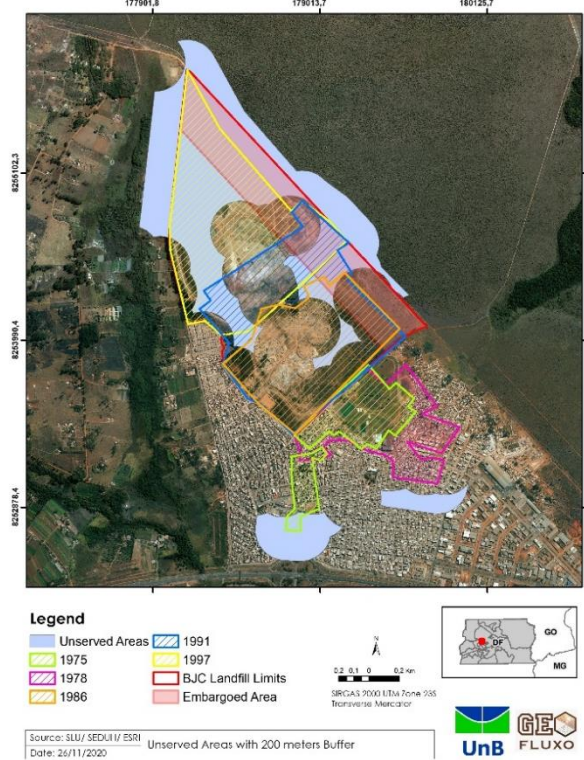 177901,8 179013,7 180125,7
8255102,3
8253990,4
8252878,4
Legend
Unserved Areas
1975
1978
1986
1991
1997
BJC Landfill Limits
Embargoed Area
N
0,2 0,1 0 0,2 Km
SIRGAS 2000 UTM Zone 23S
Transverse Mercator
GO
DF
MG
Source: SLU/ SEDUH/ ESRI
Date: 26/11/2020
Unserved Areas with 200 meters Buffer
UnB
GEO
FLUXO